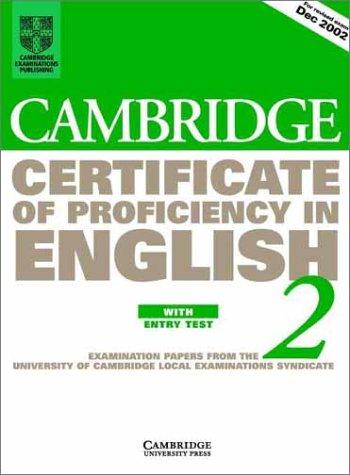 CAMBRIDGE
EXAMINATIONS
PUBLISHING
For revised exam
Dec 2002
CAMBRIDGE
CERTIFICATE
OF PROFICIENCY IN
ENGLISH
WITH
ENTRY TEST
2
EXAMINATION PAPERS FROM THE
UNIVERSITY OF CAMBRIDGE LOCAL EXAMINATIONS SYNDICATE
CAMBRIDGE
UNIVERSITY PRESS